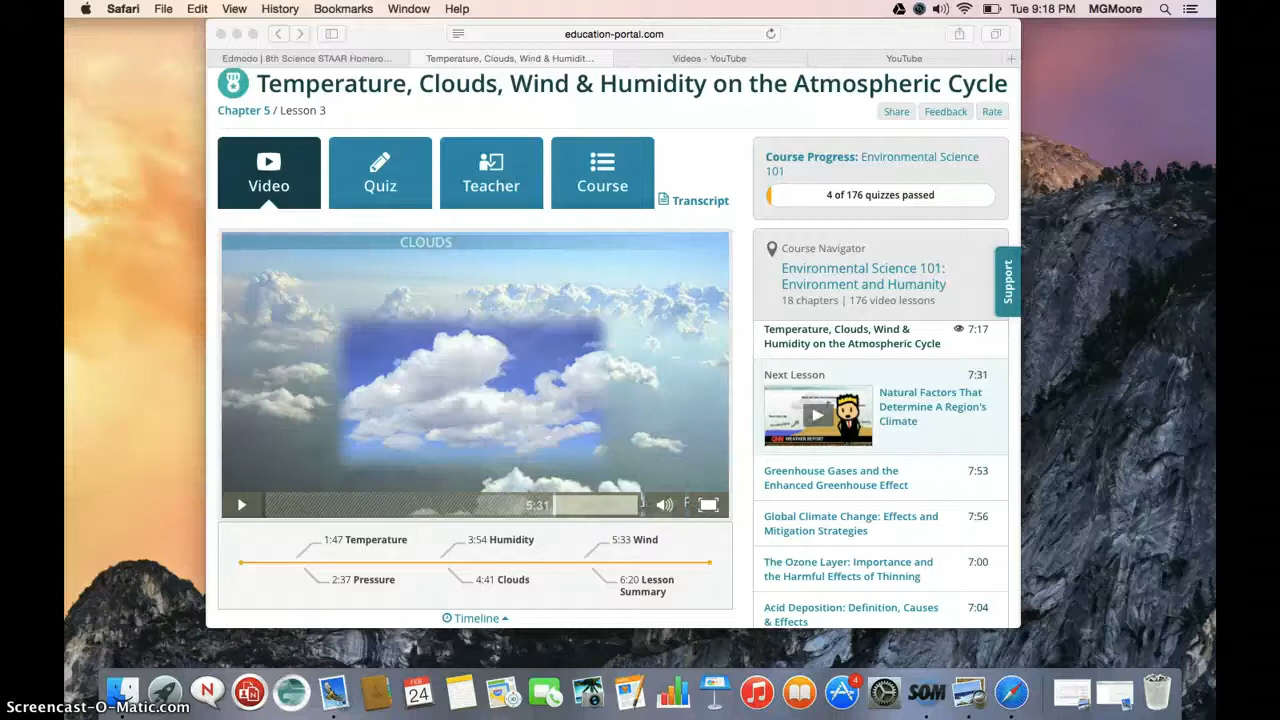 Safari File Edit View History Bookmarks Window Help Tue 9:18 PM MGMoore
education-portal.com
Edmodo | 8th Science STAAR Homero... Temperature, Clouds, Wind & Humidit... Videos - YouTube YouTube
Temperature, Clouds, Wind & Humidity on the Atmospheric Cycle
Chapter 5 / Lesson 3
Share Feedback Rate
Video Quiz Teacher Course
Transcript
Course Progress: Environmental Science
101
4 of 176 quizzes passed
Course Navigator
Environmental Science 101:
Environment and Humanity
18 chapters | 176 video lessons
Support
CLOUDS
5:31
1:47 Temperature 3:54 Humidity 5:33 Wind
2:37 Pressure 4:41 Clouds 6:20 Lesson
Summary
Timeline
Temperature, Clouds, Wind & 7:17
Humidity on the Atmospheric Cycle
Next Lesson 7:31
Natural Factors That
Determine A Region's
Climate
WEATHER REPORT
Greenhouse Gases and the 7:53
Enhanced Greenhouse Effect
Global Climate Change: Effects and 7:56
Mitigation Strategies
The Ozone Layer: Importance and 7:00
the Harmful Effects of Thinning
Acid Deposition: Definition, Causes 7:04
& Effects
FEB
24
4
SOM
Screencast-O-Matic.com